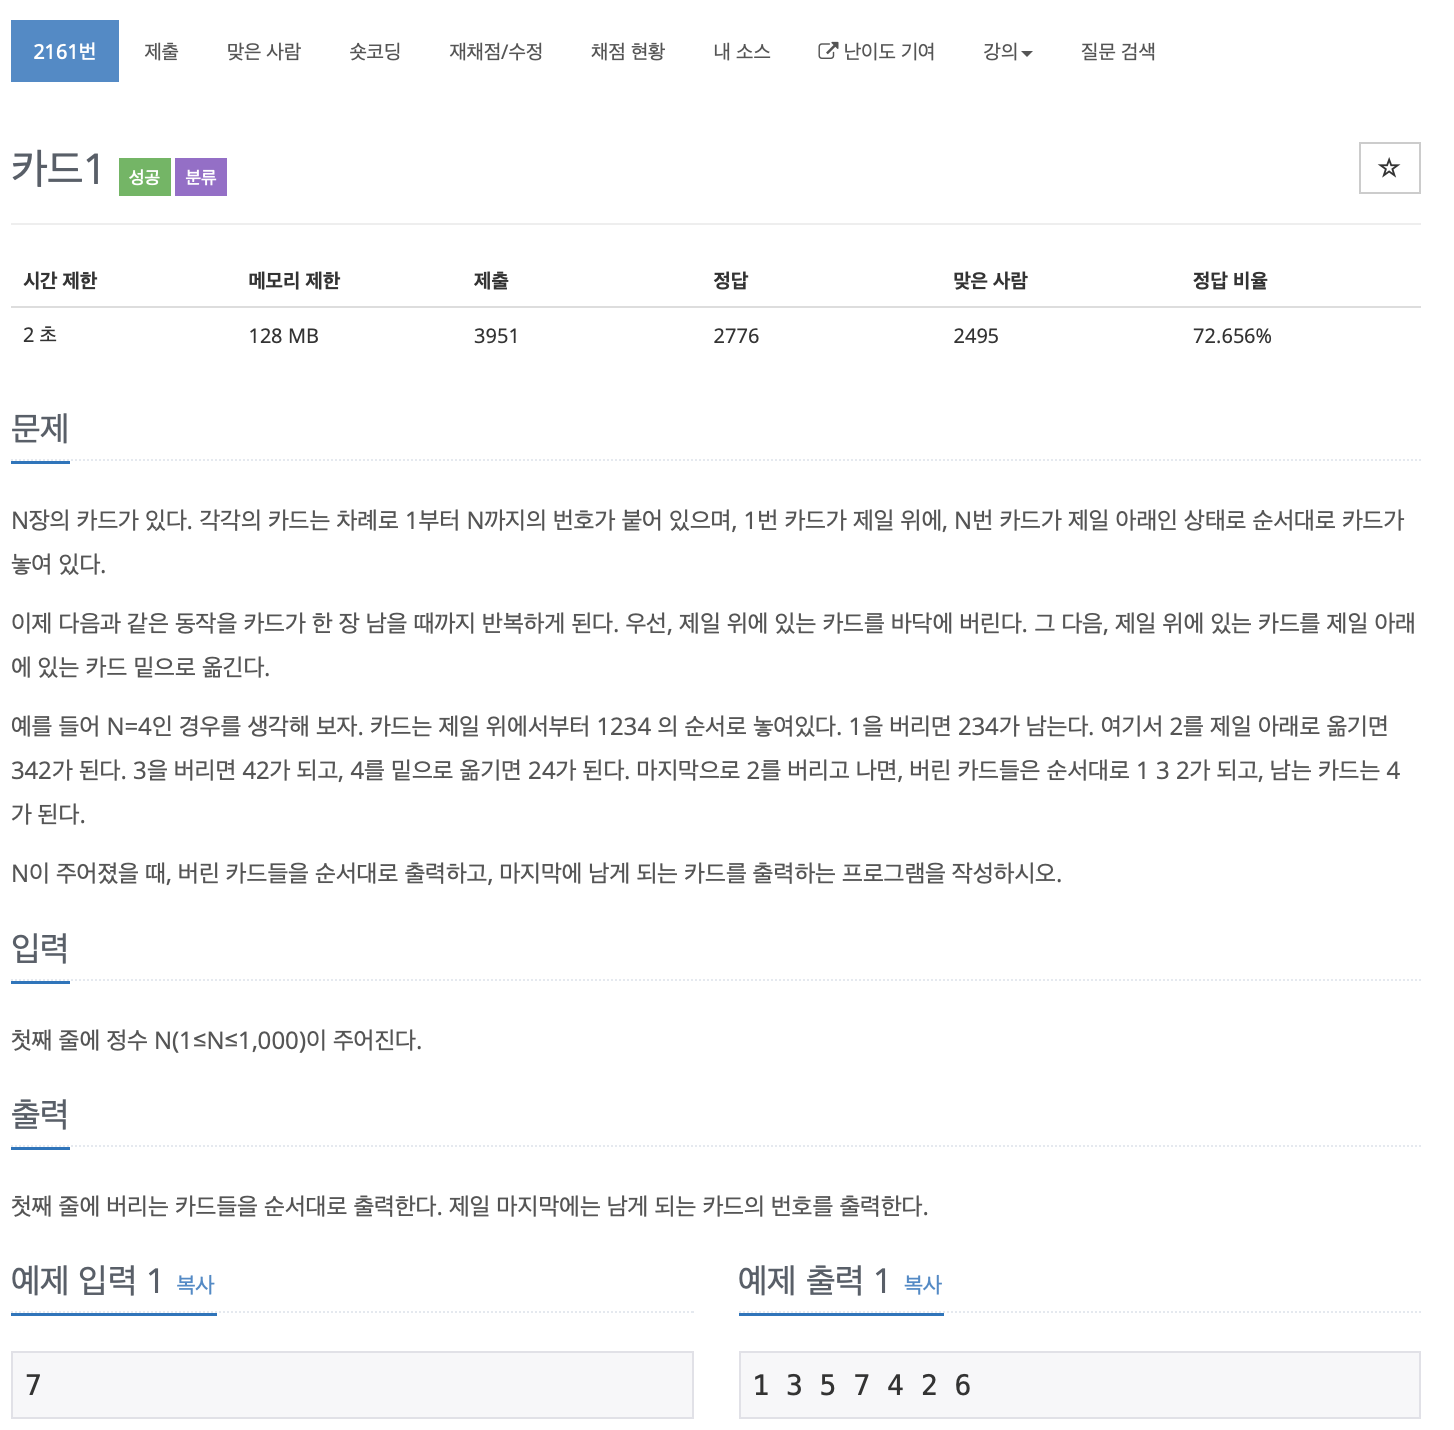 2161번 제출 맞은 사람 숏코딩 재채점/수정 채점 현황 내 소스 난이도 기여 강의 질문 검색
카드1 성공 분류
시간 제한 메모리 제한 제출 정답 맞은 사람 정답 비율
2 초 128 MB 3951 2776 2495 72.656%
문제
N장의 카드가 있다. 각각의 카드는 차례로 1부터 N까지의 번호가 붙어 있으며, 1번 카드가 제일 위에, N번 카드가 제일 아래인 상태로 순서대로 카드가
놓여 있다.
이제 다음과 같은 동작을 카드가 한 장 남을 때까지 반복하게 된다. 우선, 제일 위에 있는 카드를 바닥에 버린다. 그 다음, 제일 위에 있는 카드를 제일 아래
에 있는 카드 밑으로 옮긴다.
예를 들어 N=4인 경우를 생각해 보자. 카드는 제일 위에서부터 1234 의 순서로 놓여있다. 1을 버리면 234가 남는다. 여기서 2를 제일 아래로 옮기면
342가 된다. 3을 버리면 42가 되고, 4를 밑으로 옮기면 24가 된다. 마지막으로 2를 버리고 나면, 버린 카드들은 순서대로 1 3 2가 되고, 남는 카드는 4
가 된다.
N이 주어졌을 때, 버린 카드들을 순서대로 출력하고, 마지막에 남게 되는 카드를 출력하는 프로그램을 작성하시오.
입력
첫째 줄에 정수 N(1≤N≤1,000)이 주어진다.
출력
첫째 줄에 버리는 카드들을 순서대로 출력한다. 제일 마지막에는 남게 되는 카드의 번호를 출력한다.
예제 입력 1 복사
7
예제 출력 1 복사
1 3 5 7 4 2 6